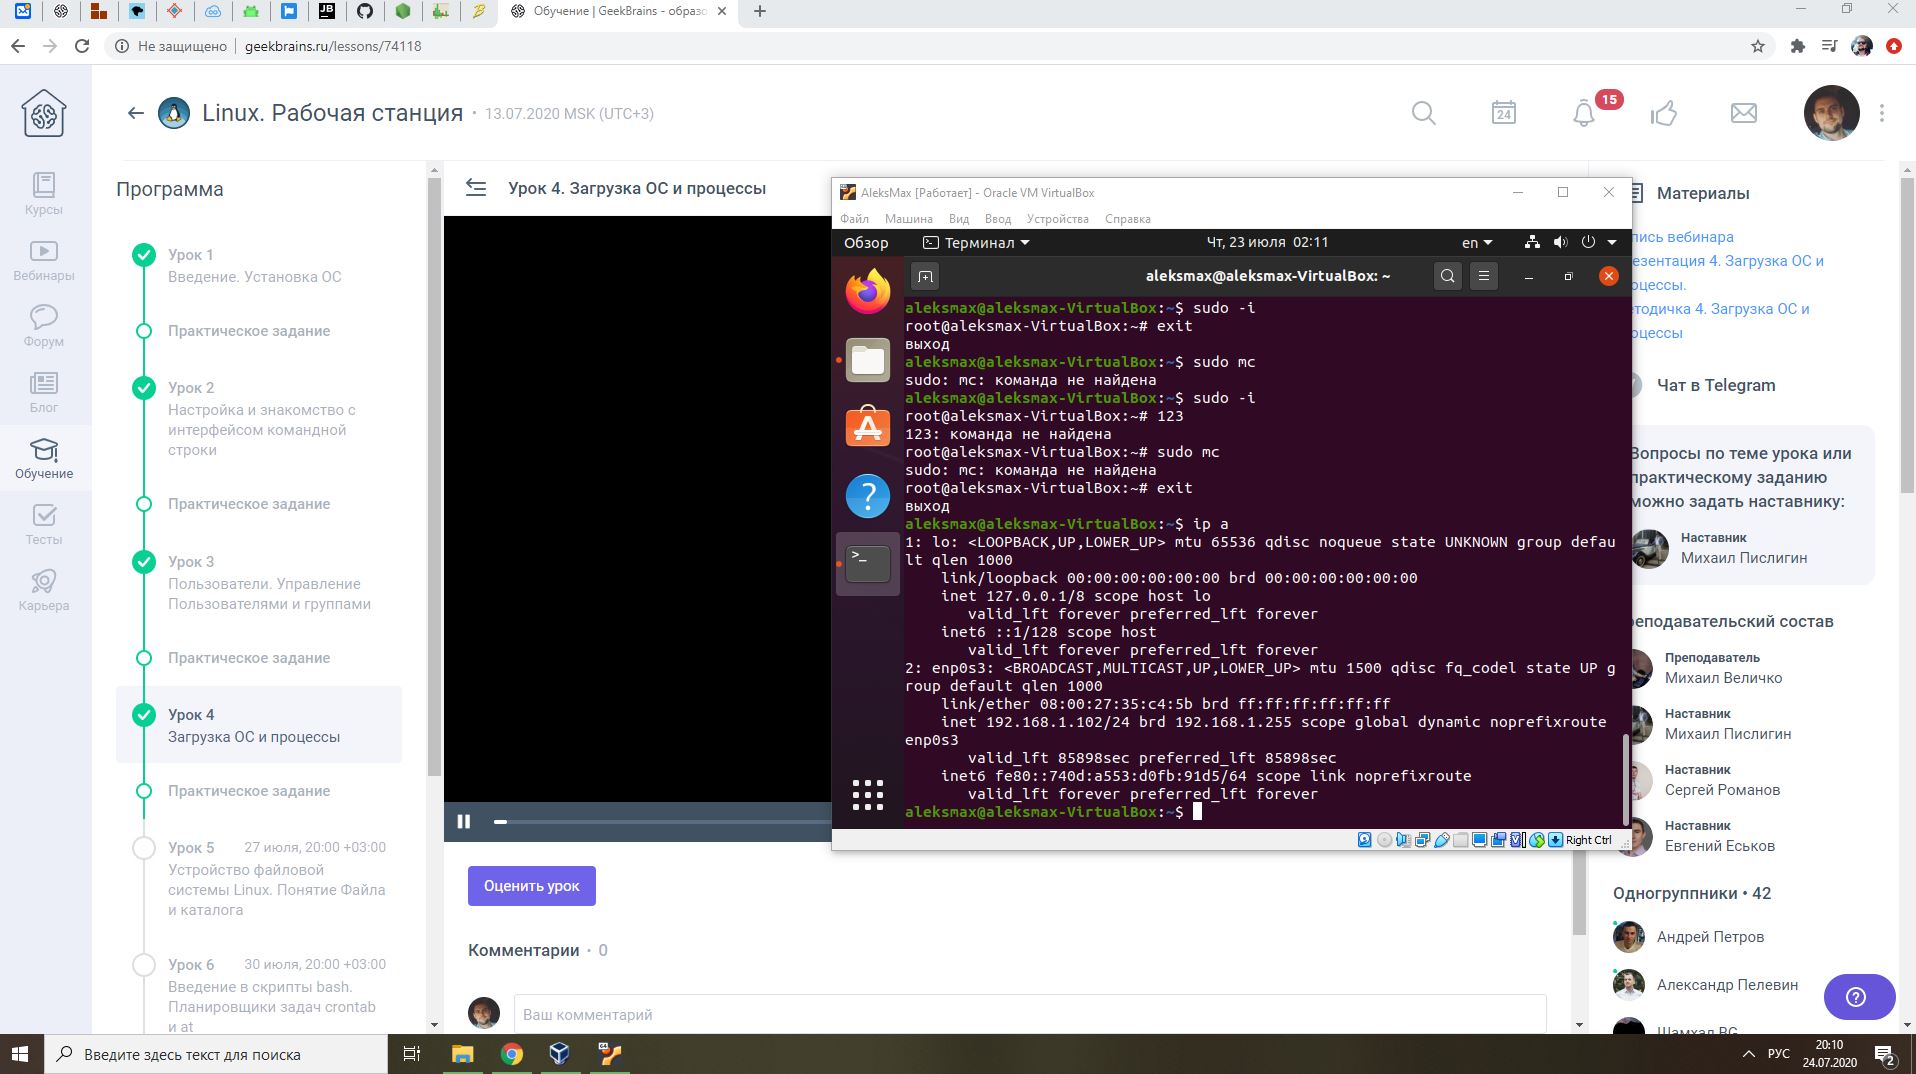 Обучение | GeekBrains - образо
Не защищено
geekbrains.ru/lessons/74118
Linux. Рабочая станция • 13.07.2020 MSK (UTC+3)
24
15
Курсы
Вебинары
Форум
Блог
Обучение
Тесты
Карьера
Программа
Урок 1
Введение. Установка ОС
Практическое задание
Урок 2
Настройка и знакомство с
интерфейсом командной
строки
Практическое задание
Урок 3
Пользователи. Управление
Пользователями и группами
Практическое задание
Урок 4
Загрузка ОС и процессы
Практическое задание
Урок 5 27 июля, 20:00 +03:00
Устройство файловой
системы Linux. Понятие Файла
и каталога
Урок 6 30 июля, 20:00 +03:00
Введение в скрипты bash.
Планировщики задач crontab
и at
Урок 4. Загрузка ОС и процессы
AleksMax [Работает] - Oracle VM VirtualBox
Файл Машина Вид Ввод Устройства Справка
Обзор Терминал Чт, 23 июля 02:11 en
aleksmax@aleksmax-VirtualBox: ~
aleksmax@aleksmax-VirtualBox:~$ sudo -i
root@aleksmax-VirtualBox:~# exit
выход
aleksmax@aleksmax-VirtualBox:~$ sudo mc
sudo: mc: команда не найдена
aleksmax@aleksmax-VirtualBox:~$ sudo -i
root@aleksmax-VirtualBox:~# 123
123: команда не найдена
root@aleksmax-VirtualBox:~# sudo mc
sudo: mc: команда не найдена
root@aleksmax-VirtualBox:~# exit
выход
aleksmax@aleksmax-VirtualBox:~$ ip a
1: lo: <LOOPBACK,UP,LOWER_UP> mtu 65536 qdisc noqueue state UNKNOWN group defau
lt qlen 1000
link/loopback 00:00:00:00:00:00 brd 00:00:00:00:00:00
inet 127.0.0.1/8 scope host lo
valid_lft forever preferred_lft forever
inet6 ::1/128 scope host
valid_lft forever preferred_lft forever
2: enp0s3: <BROADCAST,MULTICAST,UP,LOWER_UP> mtu 1500 qdisc fq_codel state UP g
roup default qlen 1000
link/ether 08:00:27:35:c4:5b brd ff:ff:ff:ff:ff:ff
inet 192.168.1.102/24 brd 192.168.1.255 scope global dynamic noprefixroute
enp0s3
valid_lft 85898sec preferred_lft 85898sec
inet6 fe80::740d:a553:d0fb:91d5/64 scope link noprefixroute
valid_lft forever preferred_lft forever
aleksmax@aleksmax-VirtualBox:~$
Right Ctrl
Оценить урок
Комментарии • 0
Ваш комментарий
Материалы
пись вебинара
езентация 4. Загрузка ОС и
оцессы.
етодичка 4. Загрузка ОС и
оцессы
Чат в Telegram
Вопросы по теме урока или
практическому заданию
можно задать наставнику:
Наставник
Михаил Пислигин
реподавательский состав
Преподаватель
Михаил Величко
Наставник
Михаил Пислигин
Наставник
Сергей Романов
Наставник
Евгений Еськов
Одногруппники • 42
Андрей Петров
Александр Пелевин
Шамхал BG
Введите здесь текст для поиска
РУС
20:10
24.07.2020
2